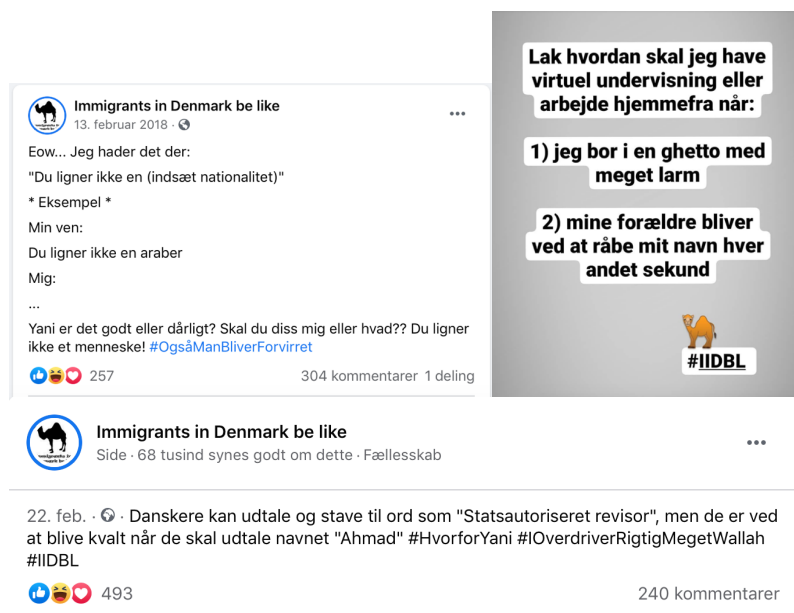 Immigrants in Denmark be like
13. februar 2018 ·
Eow... Jeg hader det der:
"Du ligner ikke en (indsæt nationalitet)"
* Eksempel *
Min ven:
Du ligner ikke en araber
Mig:
...
Yani er det godt eller dårligt? Skal du diss mig eller hvad?? Du ligner
ikke et menneske! #OgsåManBliverForvirret
257
304 kommentarer 1 deling
Lak hvordan skal jeg have
virtuel undervisning eller
arbejde hjemmefra når:
1) jeg bor i en ghetto med
meget larm
2) mine forældre bliver
ved at råbe mit navn hver
andet sekund
#IIDBL
Immigrants in Denmark be like
Side · 68 tusind synes godt om dette · Fællesskab
22. feb. · · Danskere kan udtale og stave til ord som "Statsautoriseret revisor", men de er ved
at blive kvalt når de skal udtale navnet "Ahmad" #HvorforYani #IOverdriverRigtigMegetWallah
#IIDBL
493
240 kommentarer